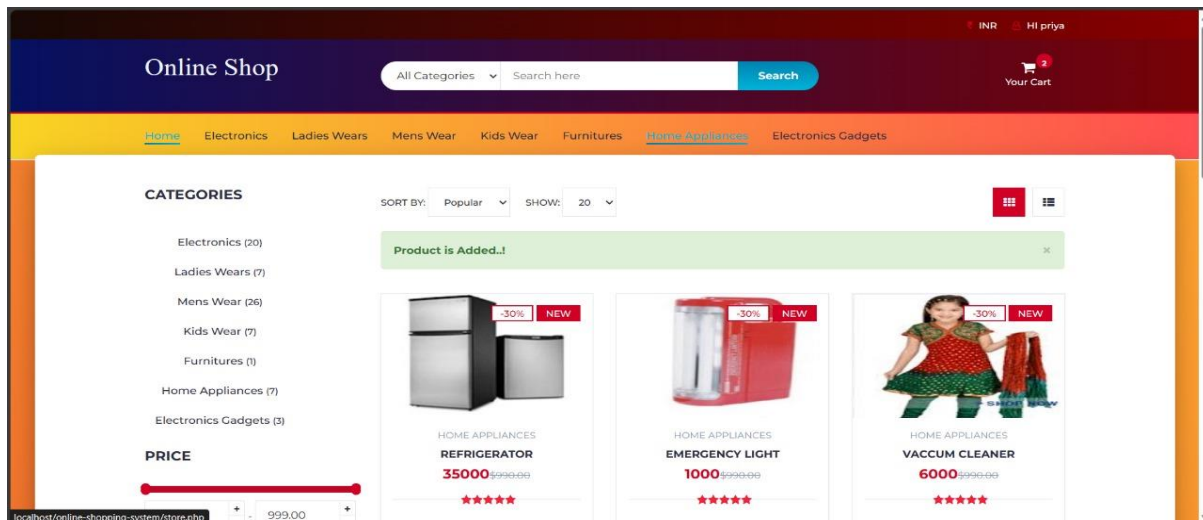 INR HI priya
Online Shop
All Categories Search here Search
2
Your Cart
Home Electronics Ladies Wears Mens Wear Kids Wear Furnitures Home Appliances Electronics Gadgets
CATEGORIES
SORT BY: Popular SHOW: 20
Electronics (20)
Ladies Wears (7)
Mens Wear (26)
Kids Wear (7)
Furnitures (1)
Home Appliances (7)
Electronics Gadgets (3)
Product is Added..! ×
-30% NEW
-30% NEW
-30% NEW
SHOP NOW
HOME APPLIANCES
REFRIGERATOR
35000$990.00
HOME APPLIANCES
EMERGENCY LIGHT
1000$990.00
HOME APPLIANCES
VACCUM CLEANER
6000$990.00
PRICE
+ - 999.00 +
localhost/online-shopping-system/store.php